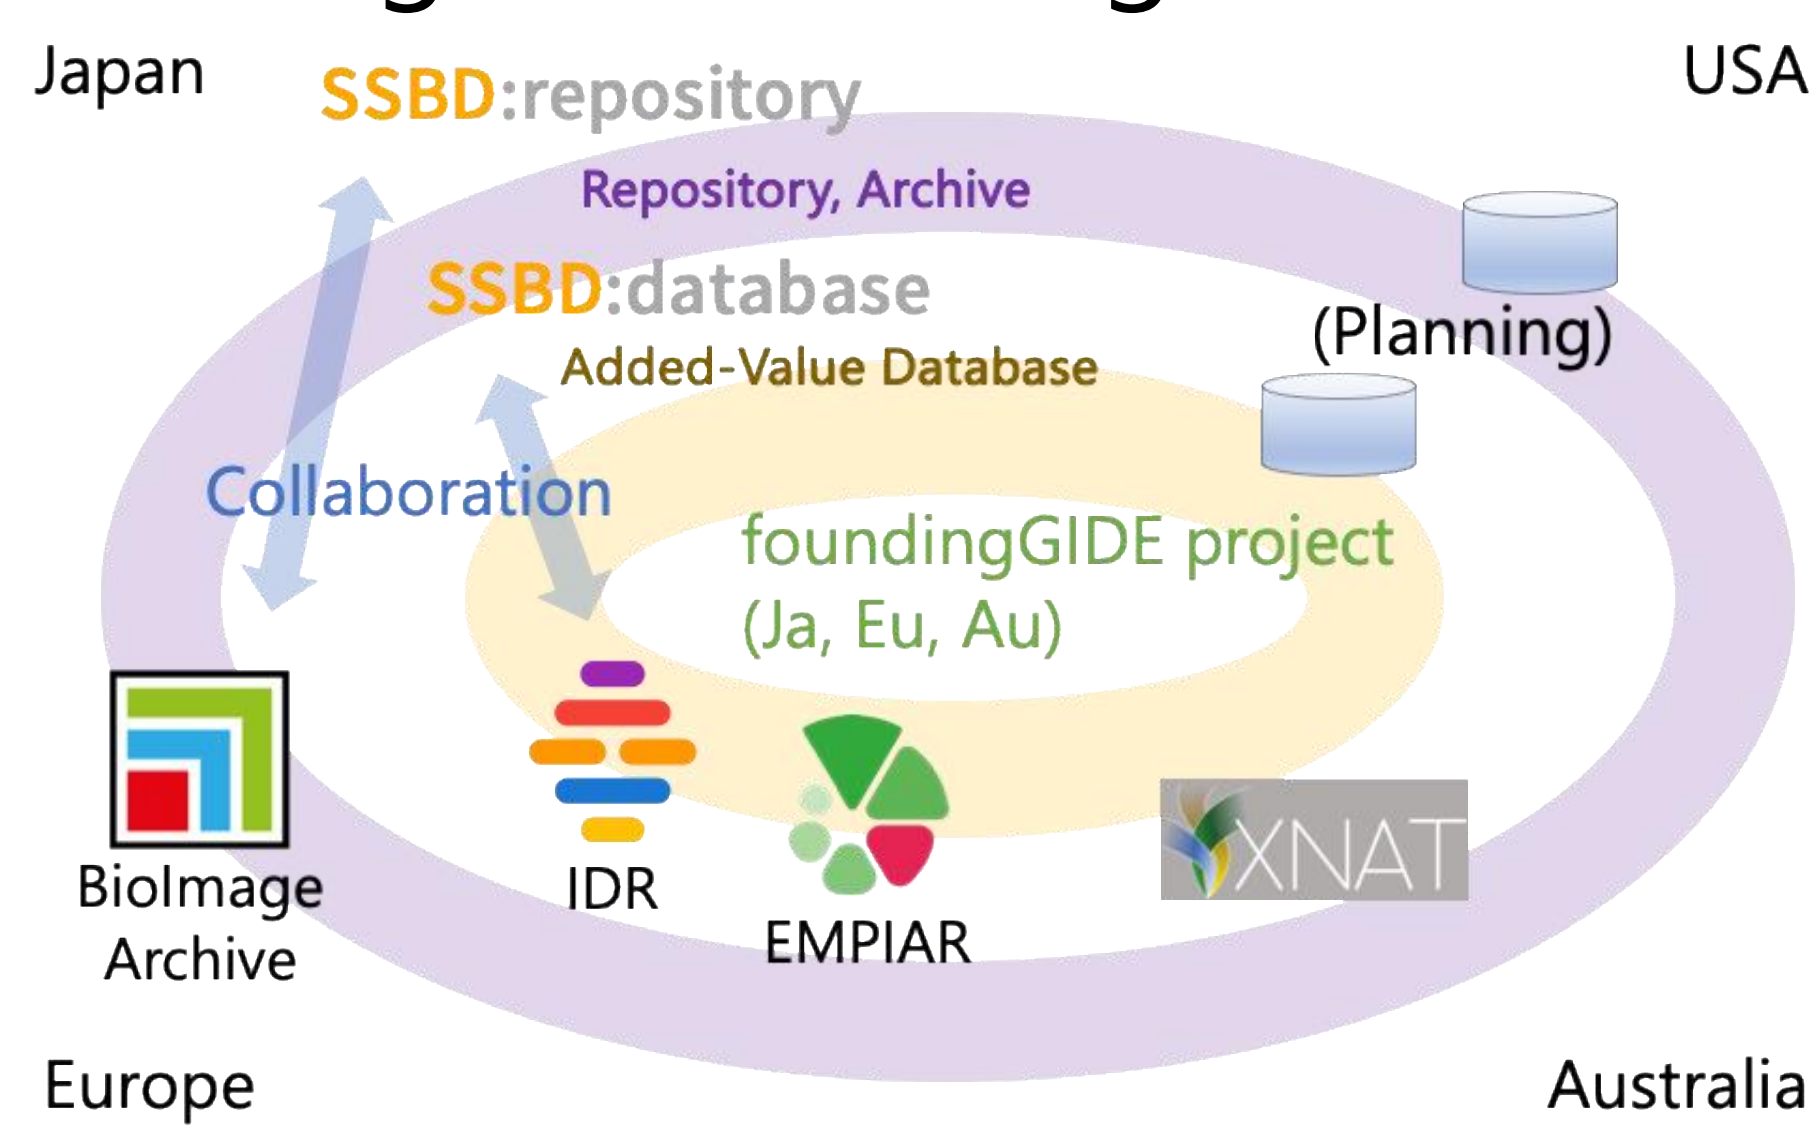 Japan
USA
SSBD:repository
Repository, Archive
SSBD:database
(Planning)
Added-Value Database
Collaboration
foundingGIDE project
(Ja, Eu, Au)
XNAT
BioImage
Archive
IDR
EMPIAR
Europe
Australia